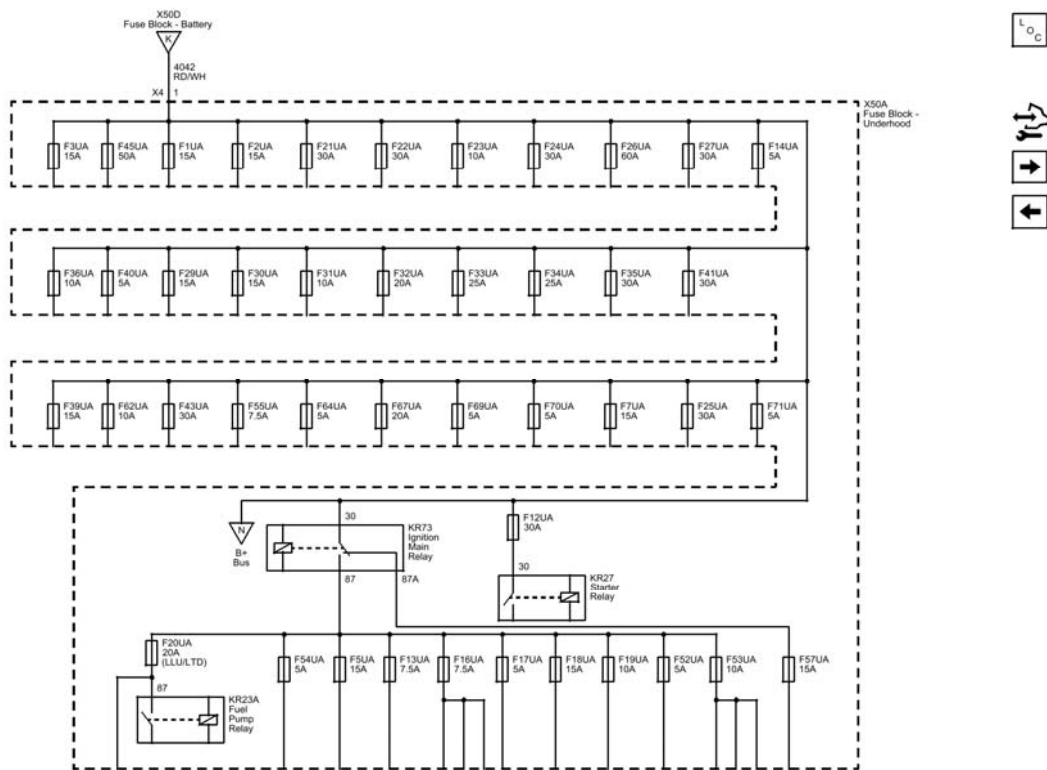 X50D
Fuse Block - Battery
K
4042
RD/WH
X4 1
X50A
Fuse Block -
Underhood
F3UA
15A
F45UA
50A
F1UA
15A
F2UA
15A
F21UA
30A
F22UA
30A
F23UA
10A
F24UA
30A
F26UA
60A
F27UA
30A
F14UA
5A
F36UA
10A
F40UA
5A
F29UA
15A
F30UA
15A
F31UA
10A
F32UA
20A
F33UA
25A
F34UA
25A
F35UA
30A
F41UA
30A
F39UA
15A
F62UA
10A
F43UA
30A
F55UA
7.5A
F64UA
5A
F67UA
20A
F69UA
5A
F70UA
5A
F7UA
15A
F25UA
30A
F71UA
5A
N
B+
Bus
30
KR73
Ignition
Main
Relay
87
87A
F12UA
30A
30
KR27
Starter
Relay
F20UA
20A
(LLU/LTD)
87
KR23A
Fuel
Pump
Relay
F54UA
5A
F5UA
15A
F13UA
7.5A
F16UA
7.5A
F17UA
5A
F18UA
15A
F19UA
10A
F52UA
5A
F53UA
10A
F57UA
15A
L
O
C